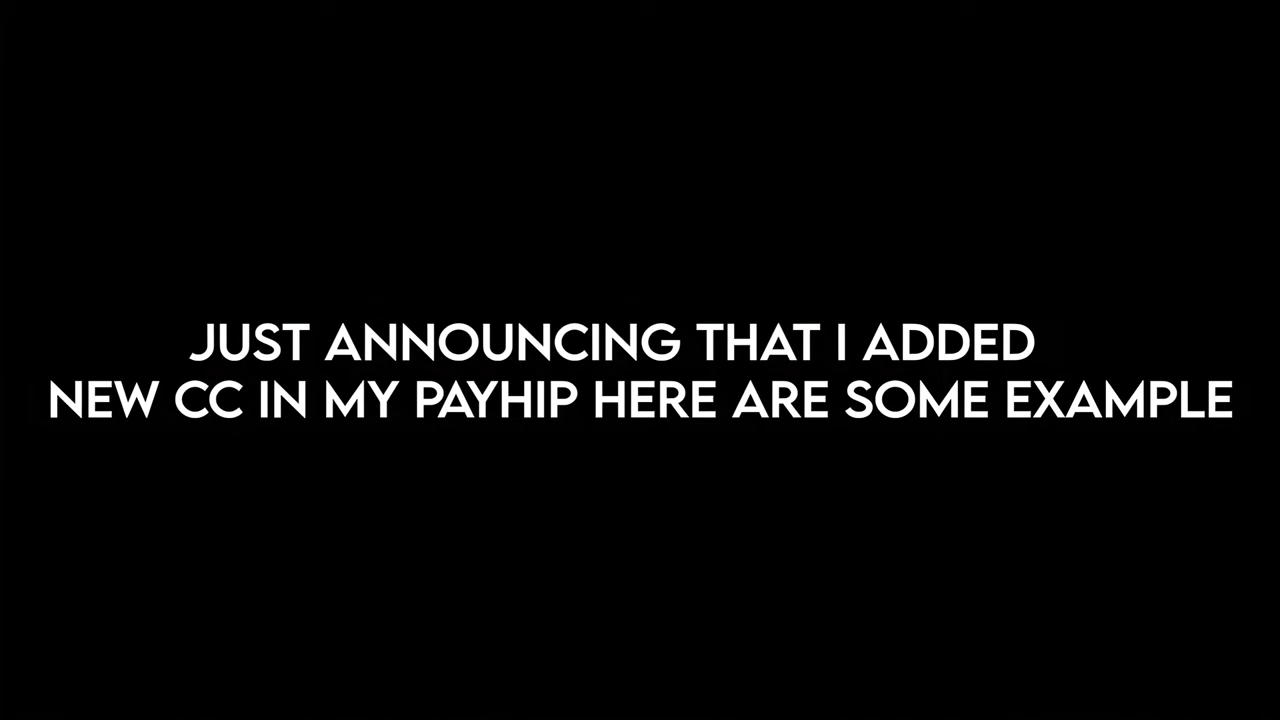 JUST ANNOUNCING THAT I ADDED
NEW CC IN MY PAYHIP HERE ARE SOME EXAMPLE